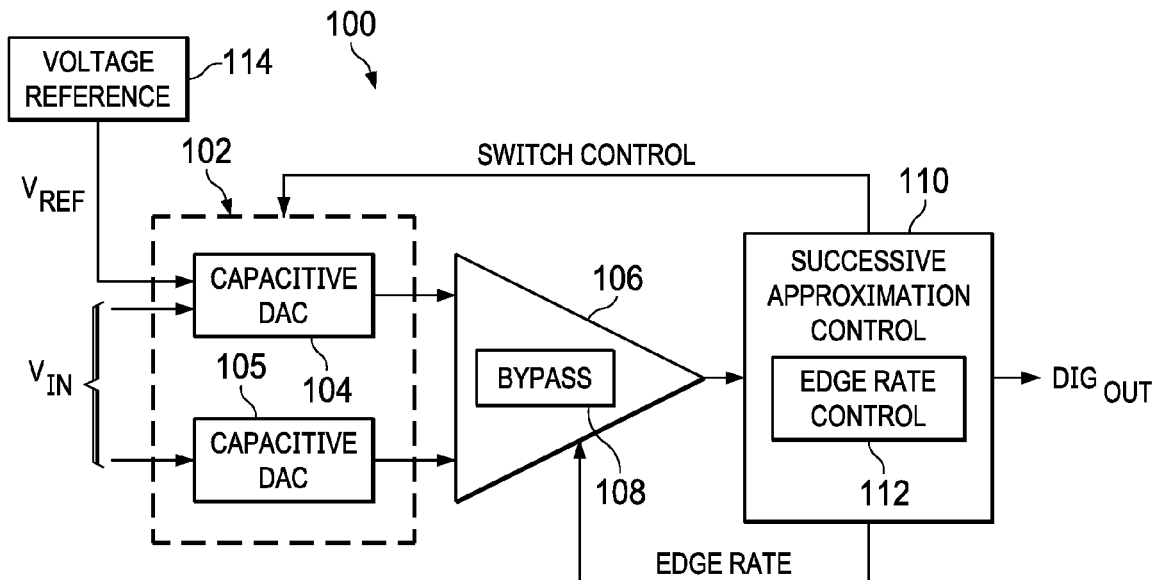 100
VOLTAGE
REFERENCE
114
102
SWITCH CONTROL
V REF
110
CAPACITIVE
DAC
104
106
SUCCESSIVE
APPROXIMATION
CONTROL
V IN
105
BYPASS
108
EDGE RATE
CONTROL
112
DIG OUT
CAPACITIVE
DAC
EDGE RATE